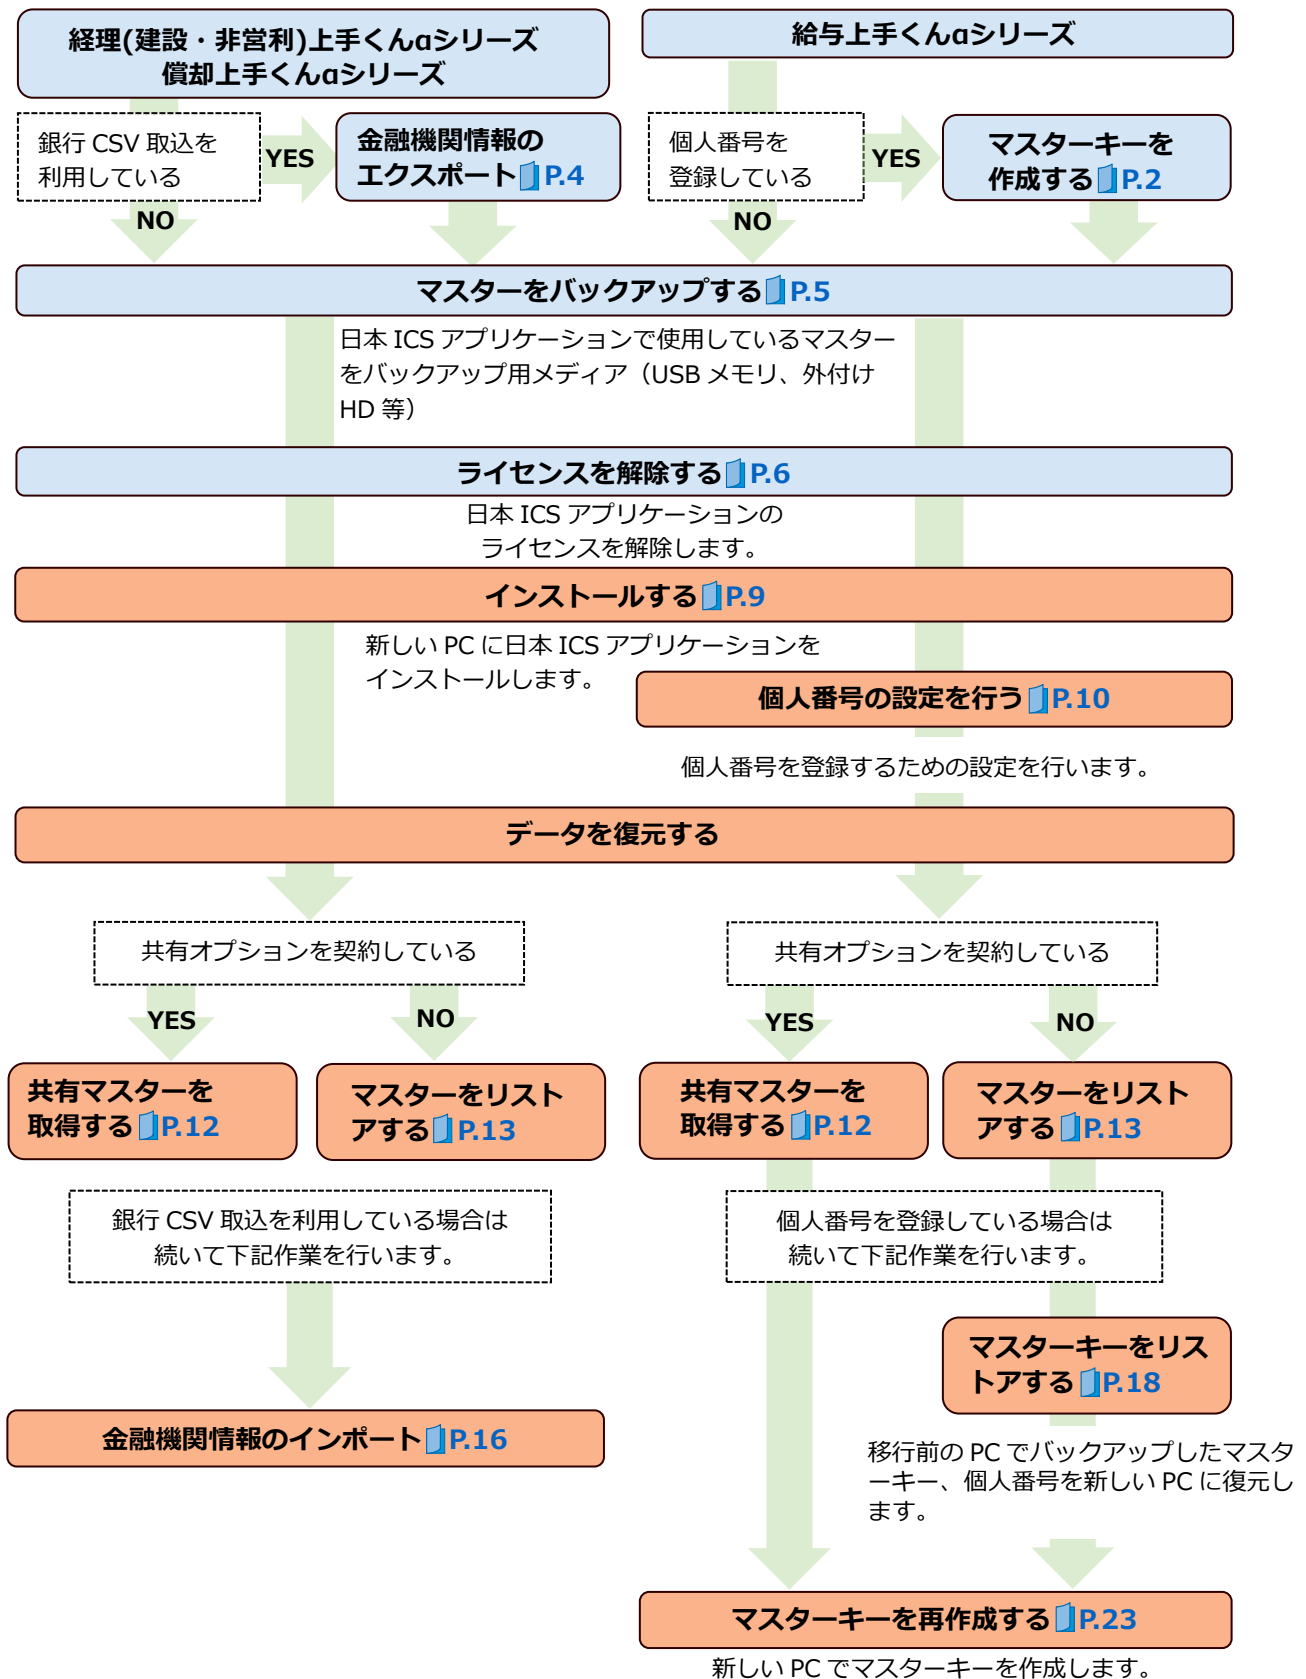 経理(建設・非営利)上手くんαシリーズ
償却上手くんαシリーズ
給与上手くんαシリーズ
銀行 CSV 取込を
利用している
YES
金融機関情報の
エクスポート P.4
NO
個人番号を
登録している
YES
マスターキーを
作成する P.2
NO
マスターをバックアップする P.5
日本 ICS アプリケーションで使用しているマスター
をバックアップ用メディア（USB メモリ、外付け
HD 等）
ライセンスを解除する P.6
日本 ICS アプリケーションの
ライセンスを解除します。
インストールする P.9
新しい PC に日本 ICS アプリケーションを
インストールします。
個人番号の設定を行う P.10
個人番号を登録するための設定を行います。
データを復元する
共有オプションを契約している
YES
NO
共有マスターを
取得する P.12
マスターをリスト
アする P.13
銀行 CSV 取込を利用している場合は
続いて下記作業を行います。
金融機関情報のインポート P.16
共有オプションを契約している
YES
NO
共有マスターを
取得する P.12
マスターをリスト
アする P.13
個人番号を登録している場合は
続いて下記作業を行います。
マスターキーをリス
トアする P.18
移行前の PC でバックアップしたマスタ
ーキー、個人番号を新しい PC に復元し
ます。
マスターキーを再作成する P.23
新しい PC でマスターキーを作成します。